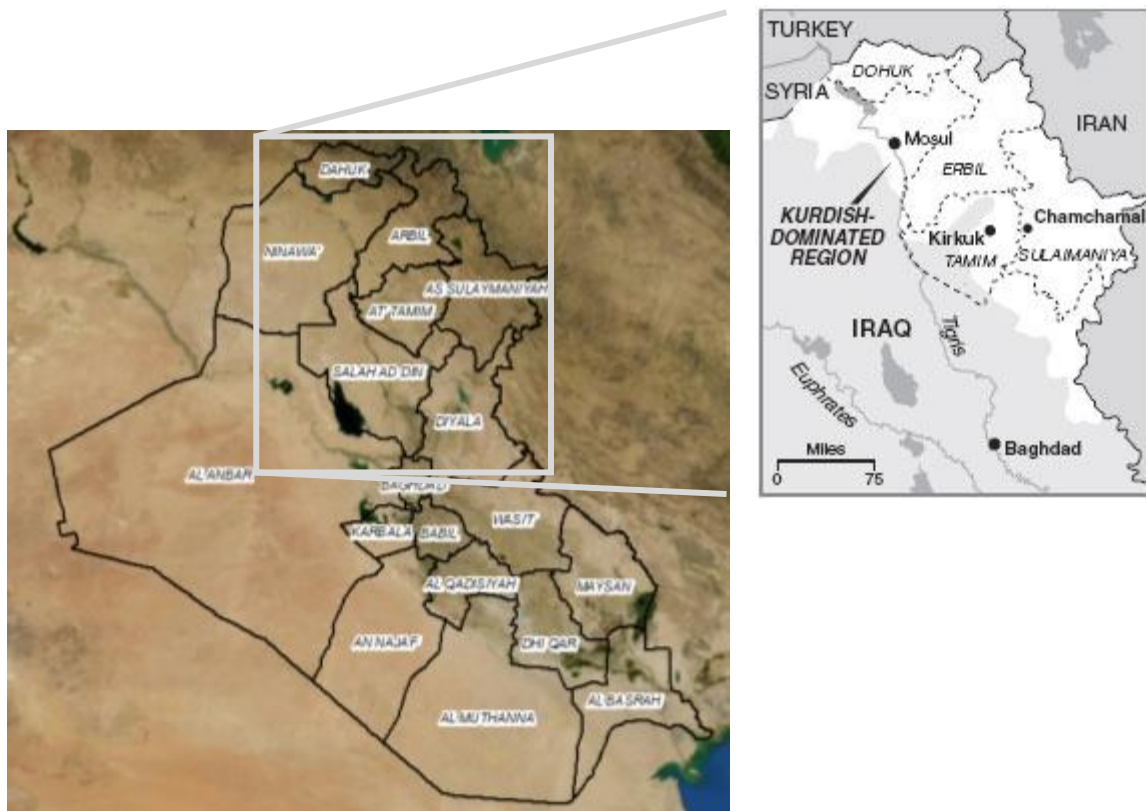 DAHUK
NINAWA'
ARBIL
AS SULAYMANIYAH
AT' TAMIM
SALAH AD'DIN
DIYALA
AL'ANBAR
BAGHDAD
KARBALA
BABIL
WASIT
AL QADISIYAH
MAYSAN
AN NAJAF
DHI QAR
AL MUTHANNA
AL BASRAH
TURKEY
DOHUK
SYRIA
IRAN
Mosul
ERBIL
KURDISH-
DOMINATED
REGION
Chamchamal
Kirkuk
TAMIM
SULAIMANIYA
IRAQ
Tigris
Euphrates
Baghdad
Miles
0 75